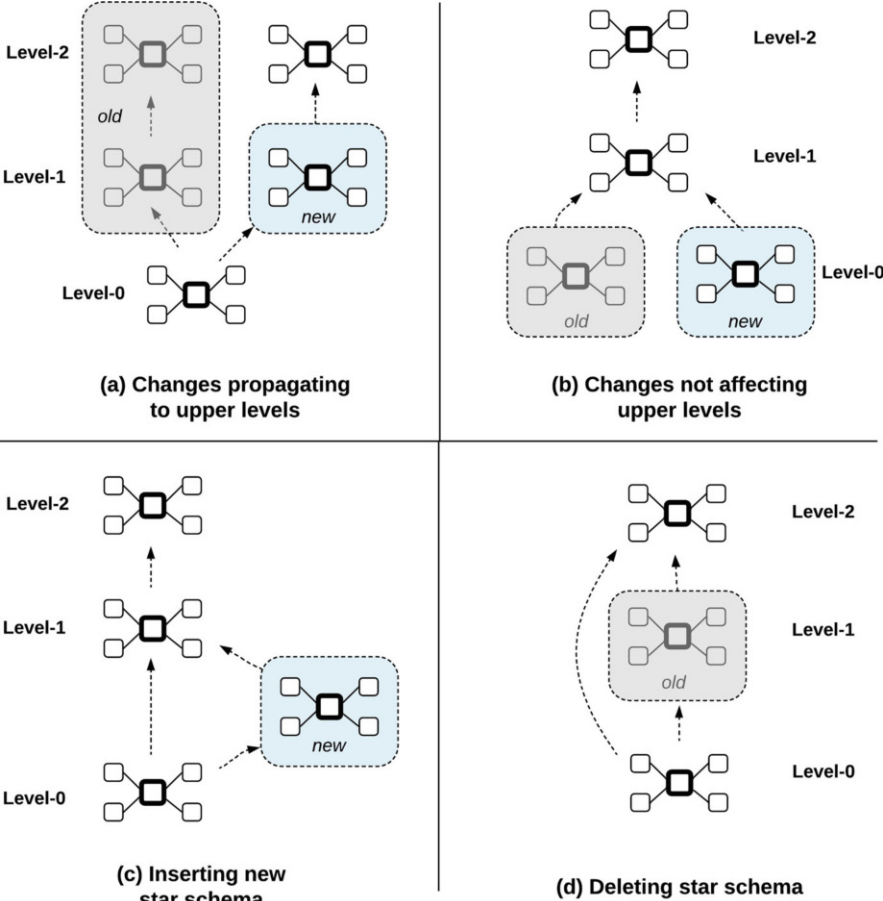 Level-2
old
Level-1
new
Level-0
(a) Changes propagating
to upper levels
Level-2
Level-1
Level-0
old
new
(b) Changes not affecting
upper levels
Level-2
Level-1
new
Level-0
(c) Inserting new
star schema
Level-2
Level-1
old
Level-0
(d) Deleting star schema